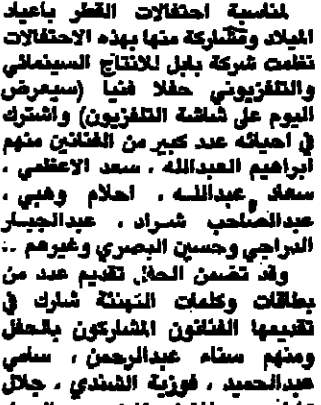 لمناسبة احتفالات القطر باعياد
الميلاد ومشاركة منها بهذه الاحتفالات
نظمت شركة بابل للانتاج السينمائي
والتلفزيوني حفلا فنيا (سيعرض
اليوم على شاشة التلفزيون) واشترك
في احيائه عدد كبير من الفنانين منهم
ابراهيم العبدالله ، سعد الاعظمي ،
سعاد عبدالله ، احلام وهبي ،
عبدالصاحب شراد ، عبدالجبار
الدراجي وحسين البصري وغيرهم ..
وقد تضمن الحفل تقديم عدد من
بطاقات وكلمات التهنئة شارك في
تقديمها الفنانون المشاركون بالحفل
ومنهم سناء عبدالرحمن ، سامي
عبدالحميد ، فوزية الشندي ، جلال